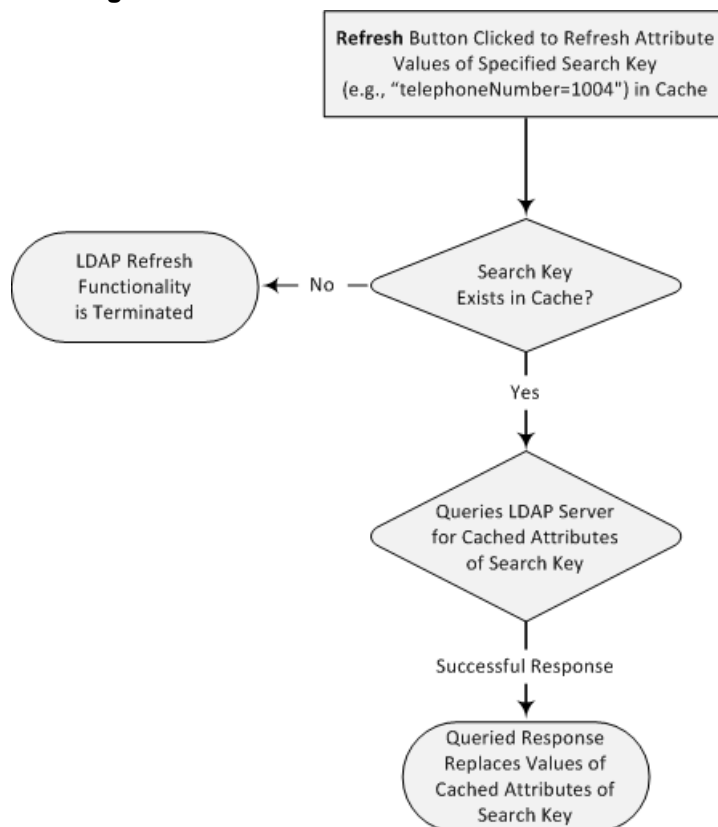 Refresh Button Clicked to Refresh Attribute
Values of Specified Search Key
(e.g., “telephoneNumber=1004") in Cache
LDAP Refresh
Functionality
is Terminated
No
Search Key
Exists in Cache?
Yes
Queries LDAP Server
for Cached Attributes
of Search Key
Successful Response
Queried Response
Replaces Values of
Cached Attributes of
Search Key